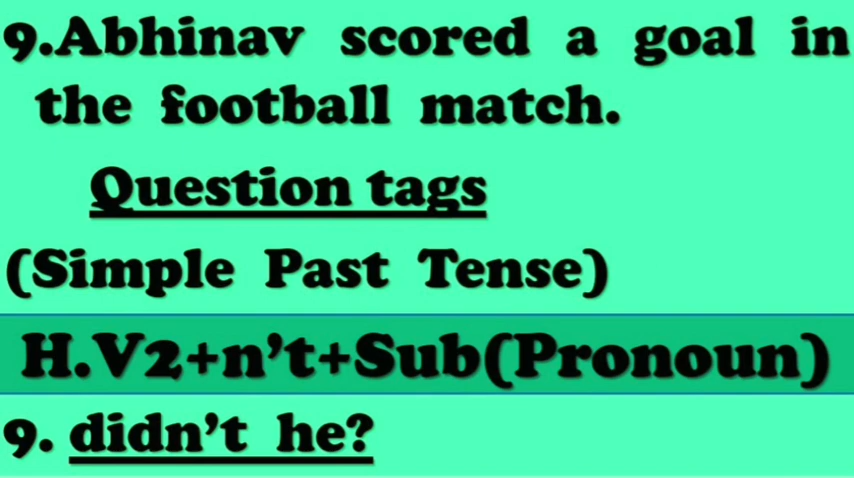 9.Abhinav scored a goal in
the football match.
Question tags
(Simple Past Tense)
H.V2+n’t+Sub(Pronoun)
9. didn’t he?